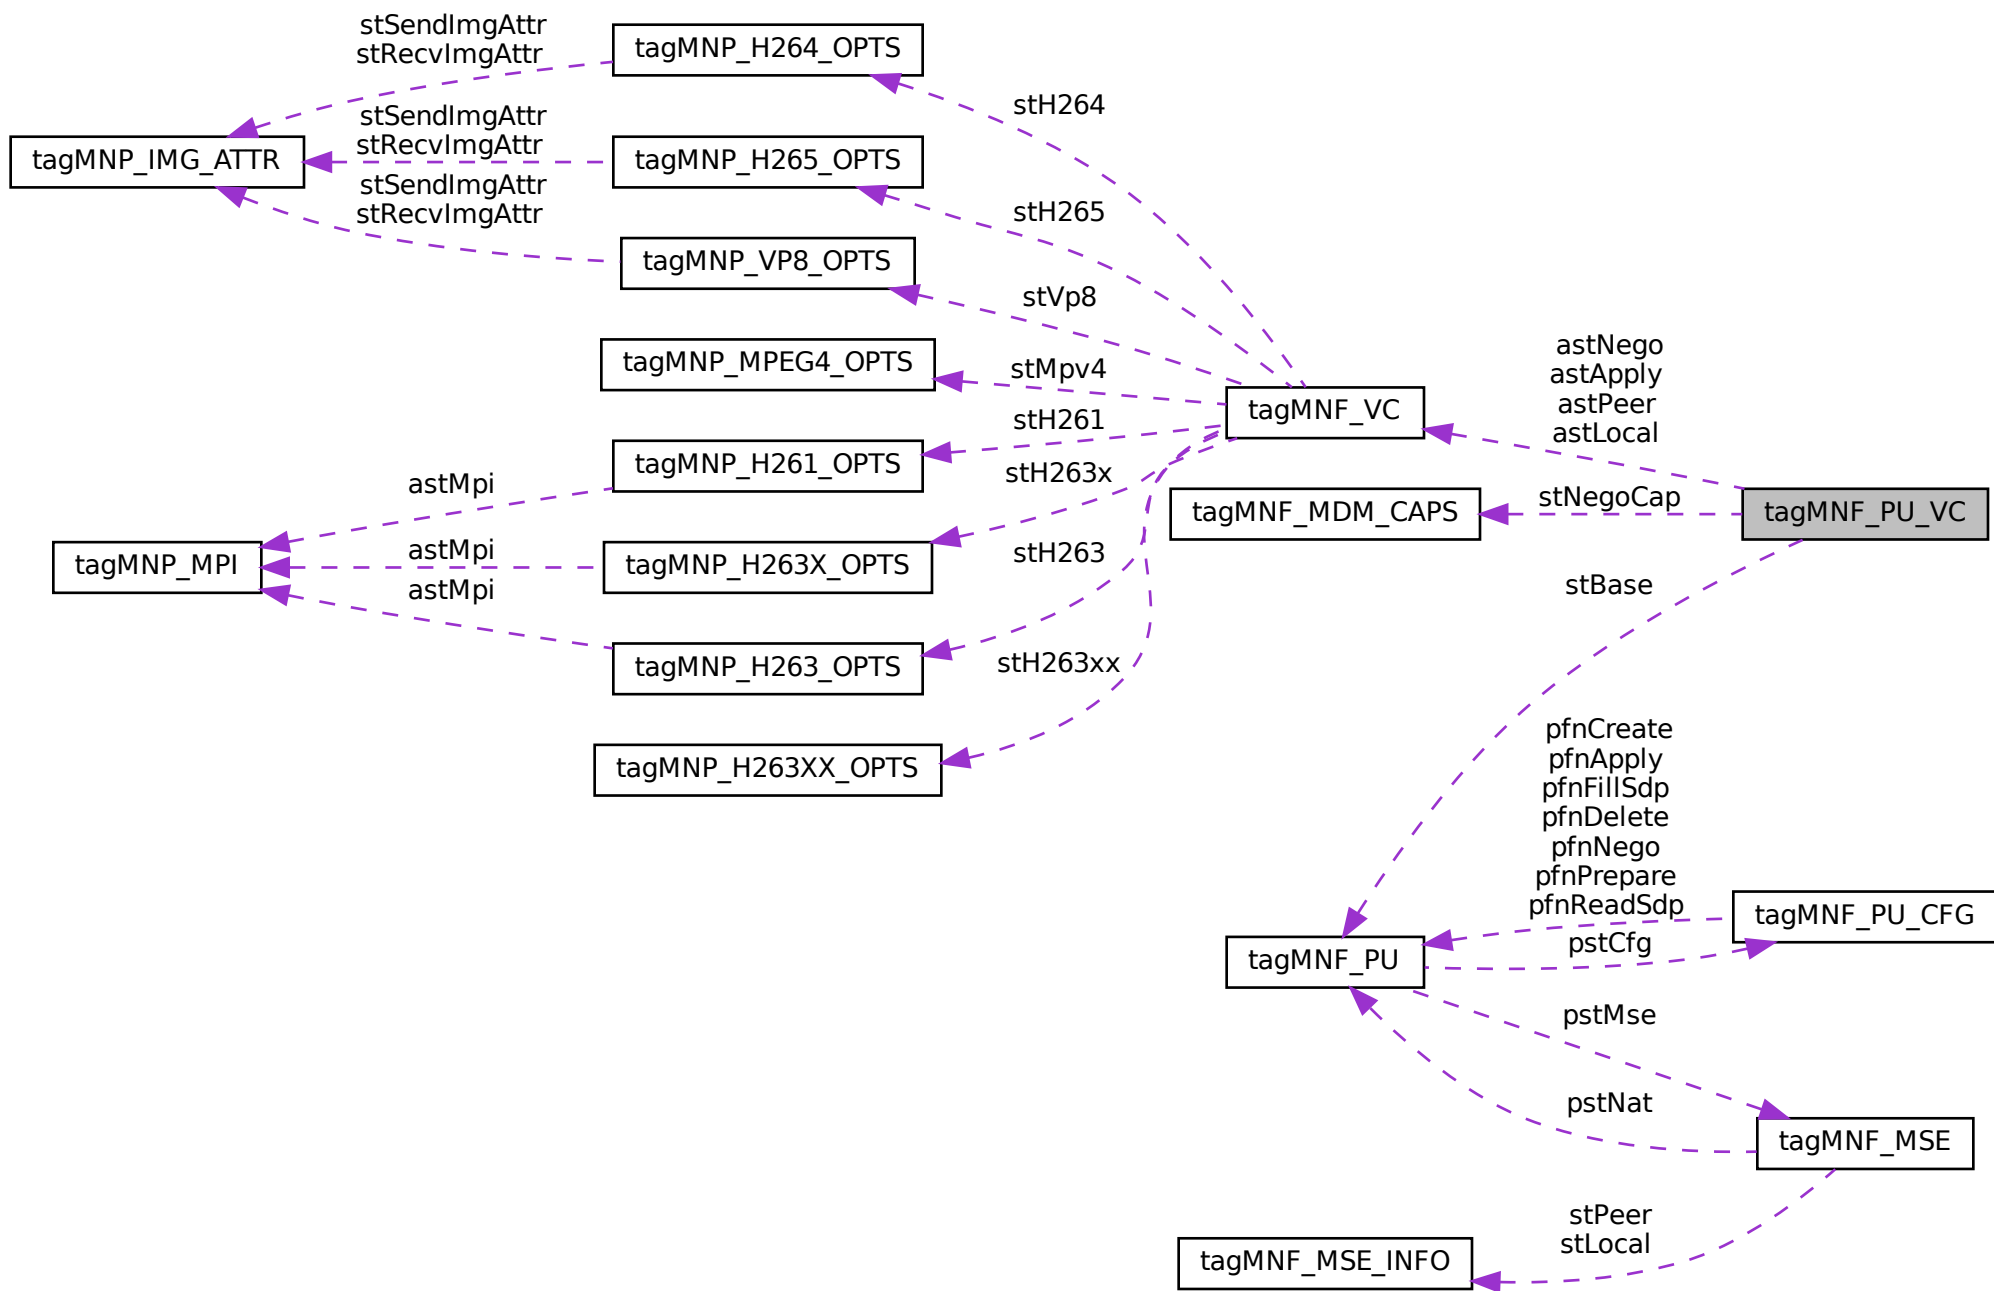 stSendImgAttr
stRecvImgAttr
tagMNP_H264_OPTS
stH264
stSendImgAttr
stRecvImgAttr
tagMNP_IMG_ATTR
tagMNP_H265_OPTS
stH265
stSendImgAttr
stRecvImgAttr
tagMNP_VP8_OPTS
stVp8
tagMNP_MPEG4_OPTS
stMpv4
tagMNF_VC
astNego
astApply
astPeer
astLocal
stH261
tagMNP_H261_OPTS
stH263x
astMpi
tagMNF_MDM_CAPS
stNegoCap
tagMNF_PU_VC
astMpi
tagMNP_MPI
tagMNP_H263X_OPTS
stH263
stBase
astMpi
tagMNP_H263_OPTS
stH263xx
tagMNP_H263XX_OPTS
pfnCreate
pfnApply
pfnFillSdp
pfnDelete
pfnNego
pfnPrepare
pfnReadSdp
tagMNF_PU_CFG
pstCfg
tagMNF_PU
pstMse
pstNat
tagMNF_MSE
stPeer
stLocal
tagMNF_MSE_INFO